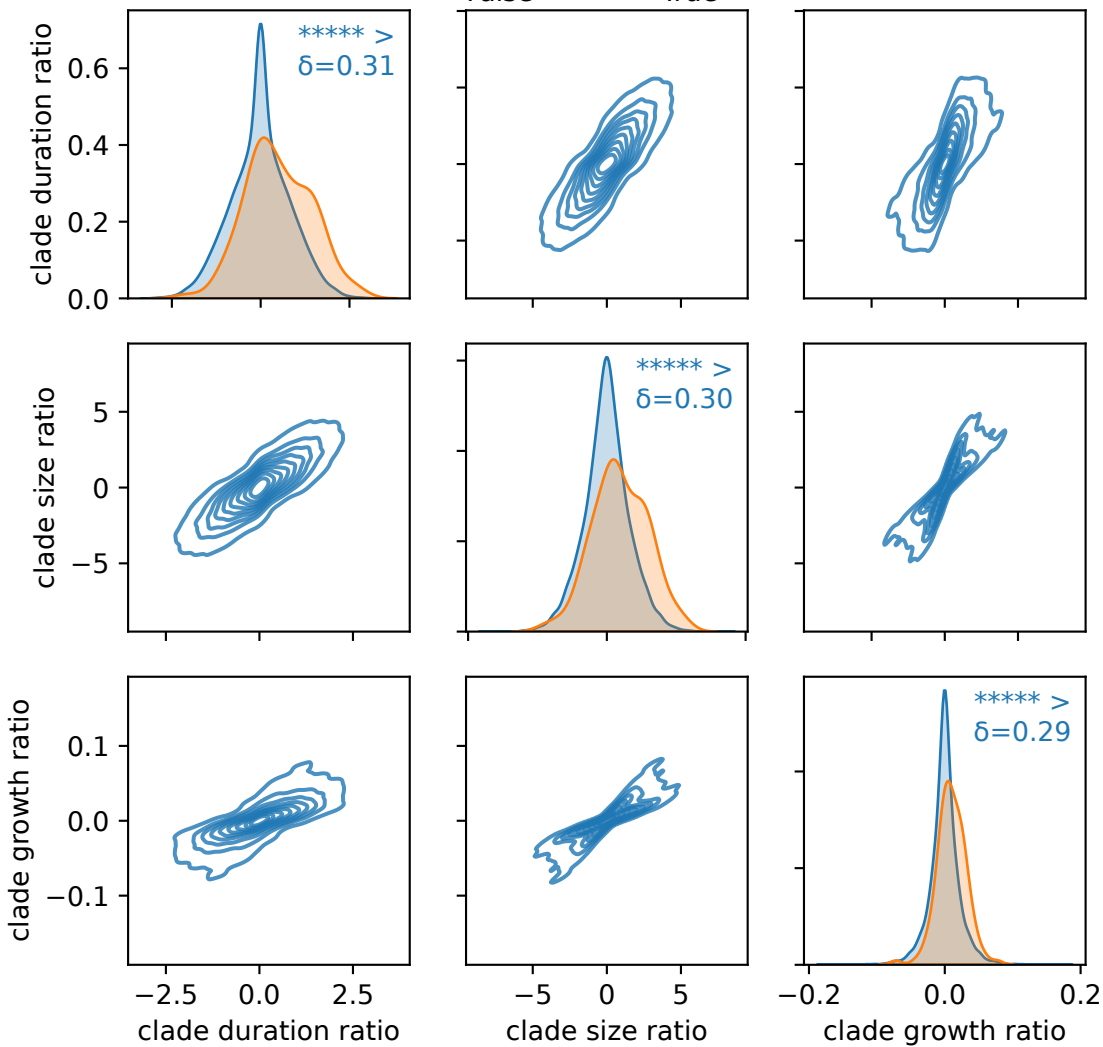 ***** >
δ=0.31
clade duration ratio
0.6
0.4
0.2
0.0
***** >
δ=0.30
clade size ratio
5
0
−5
***** >
δ=0.29
clade growth ratio
0.1
0.0
−0.1
−2.5 0.0 2.5 −5 0 5 −0.2 0.0 0.2
clade duration ratio clade size ratio clade growth ratio